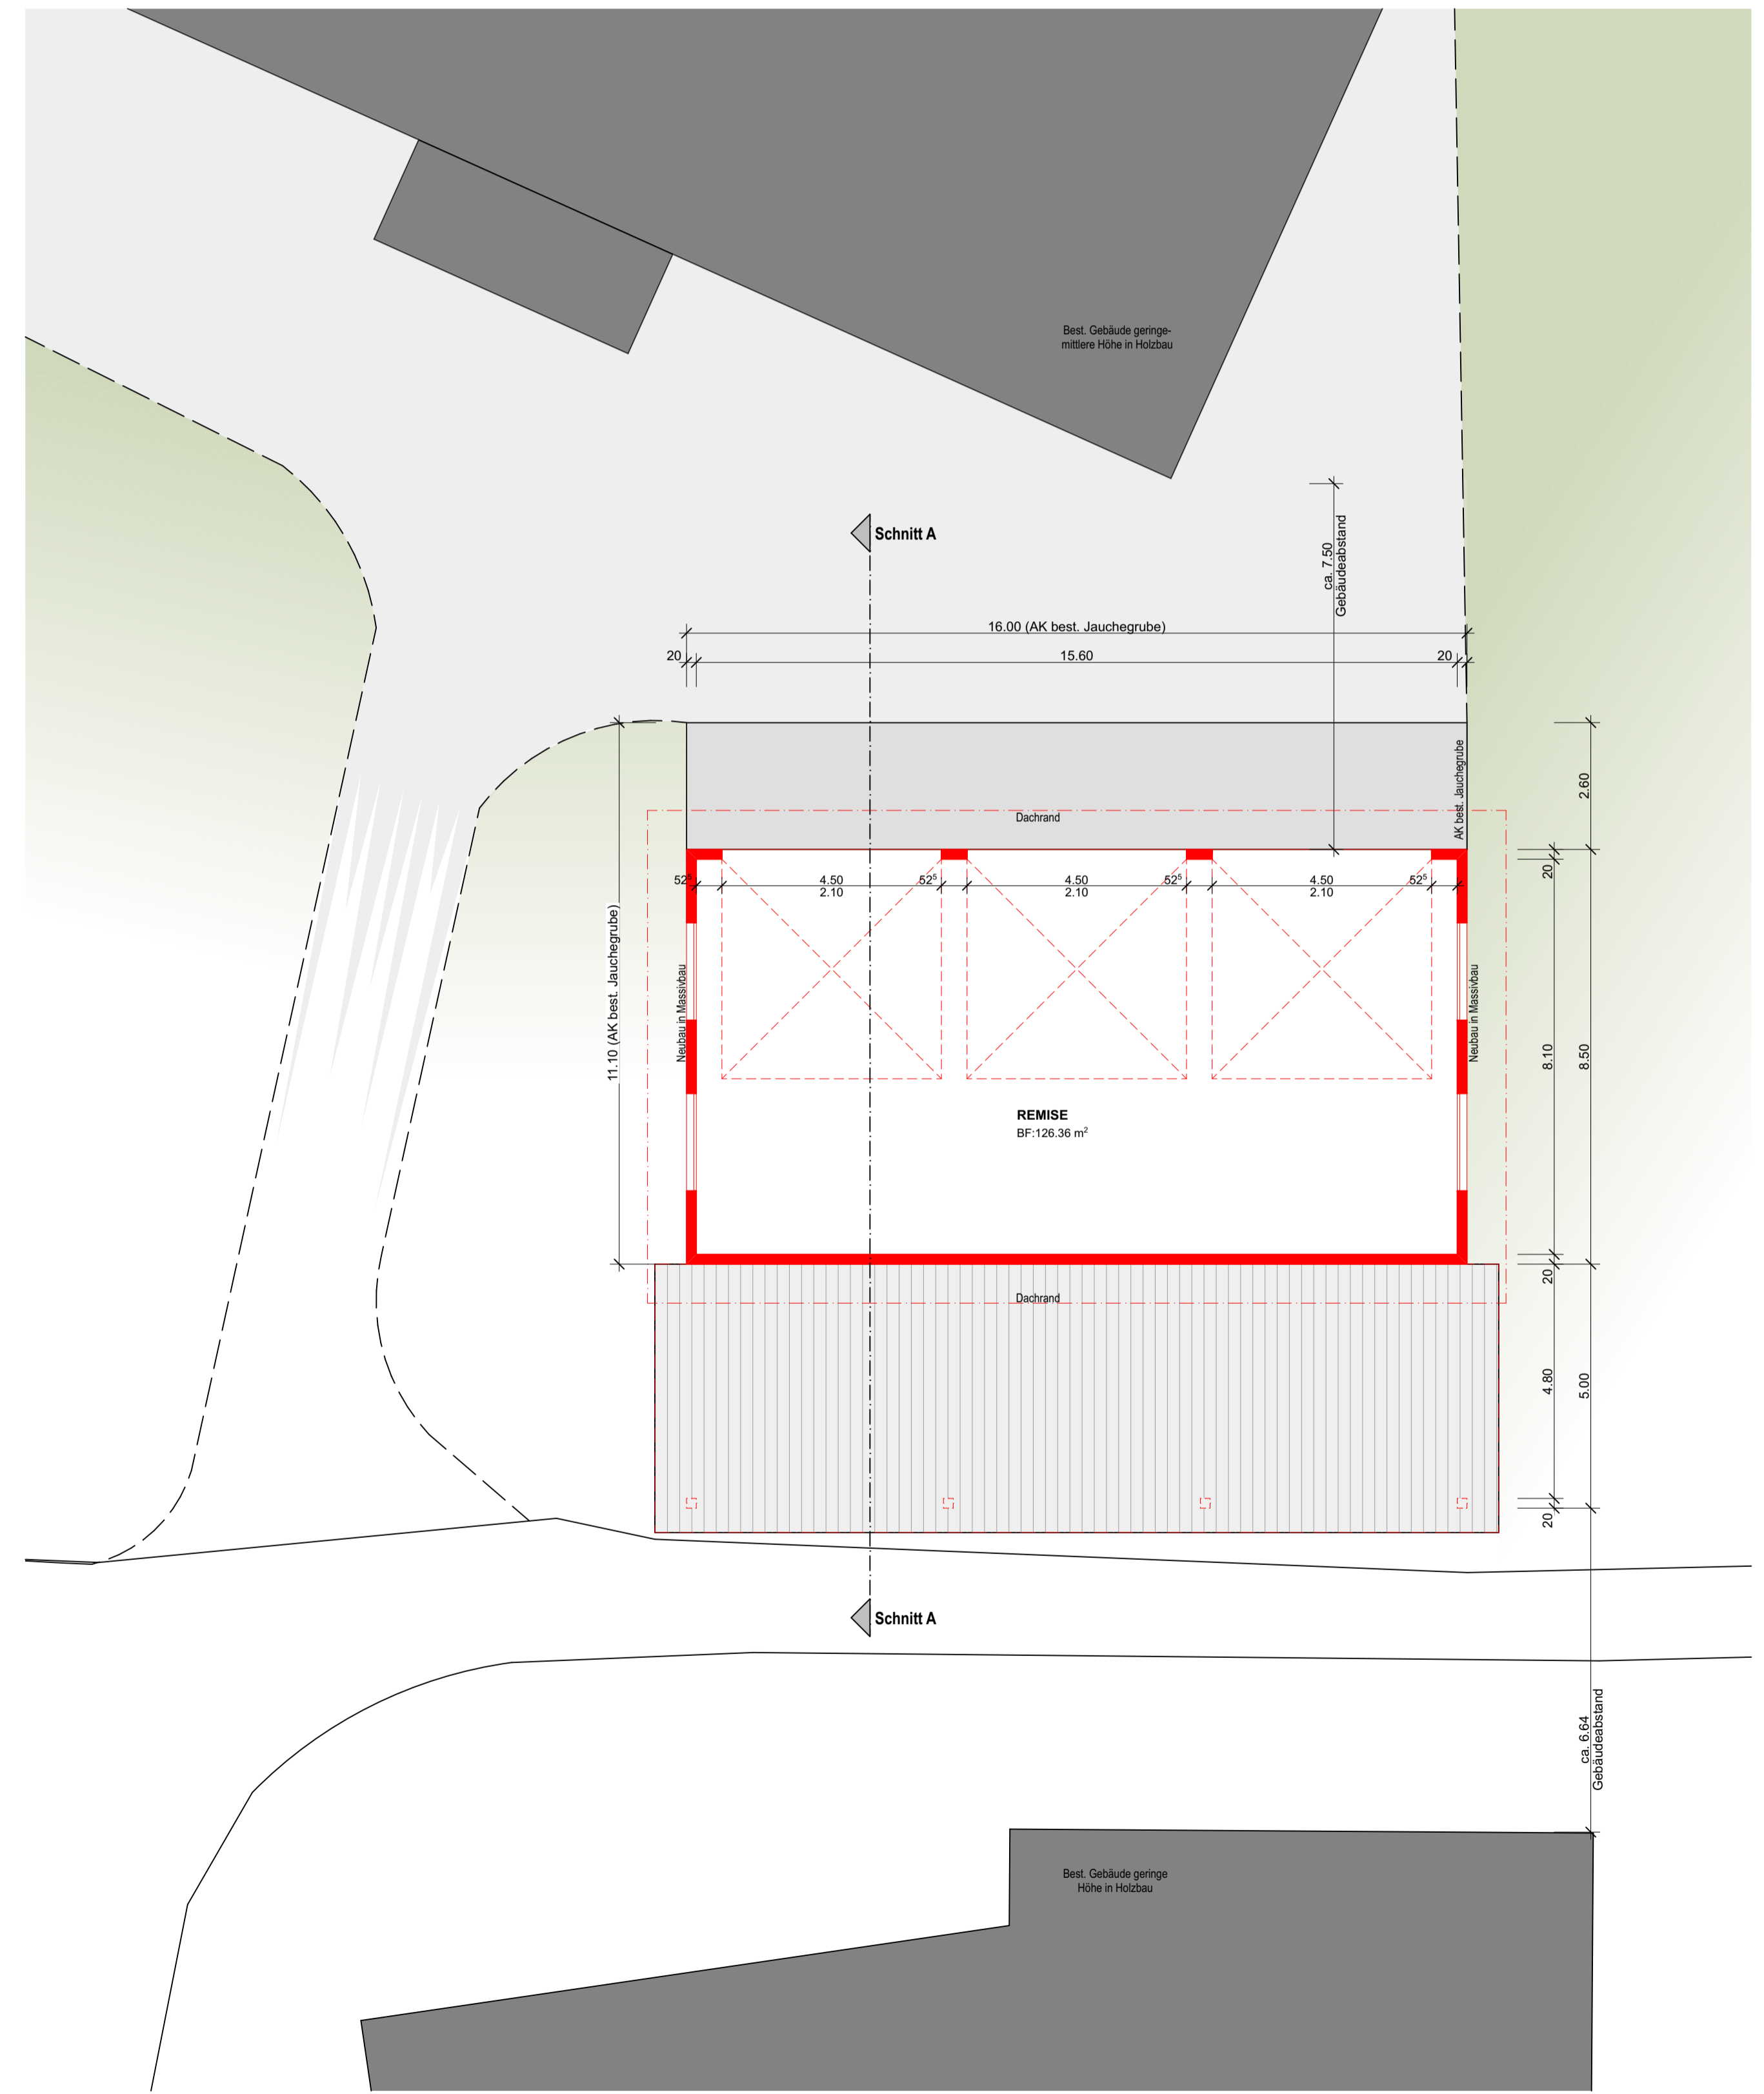 Best. Gebäude geringe-
mittlere Höhe in Holzbau
Schnitt A
ca. 7.50
Gebäudeabstand
16.00 (AK best. Jauchegrube)
20
15.60
20
AK best. Jauchegrube
2.60
Dachrand
52⁵
4.50
2.10
52⁵
4.50
2.10
52⁵
4.50
2.10
52⁵
20
11.10 (AK best. Jauchegrube)
Neubau in Massivbau
Neubau in Massivbau
8.10
8.50
REMISE
BF:126.36 m²
20
Dachrand
4.80
5.00
20
Schnitt A
ca. 6.64
Gebäudeabstand
Best. Gebäude geringe
Höhe in Holzbau